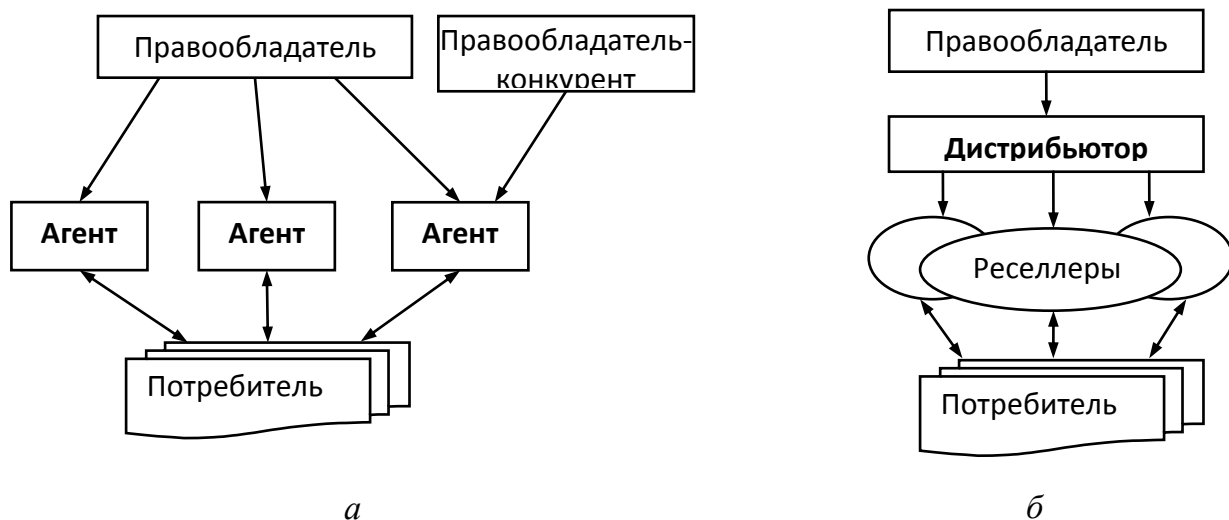 Правообладатель
Правообладатель-
конкурент
Агент
Агент
Агент
Потребитель
а
Правообладатель
Дистрибьютор
Реселлеры
Потребитель
б